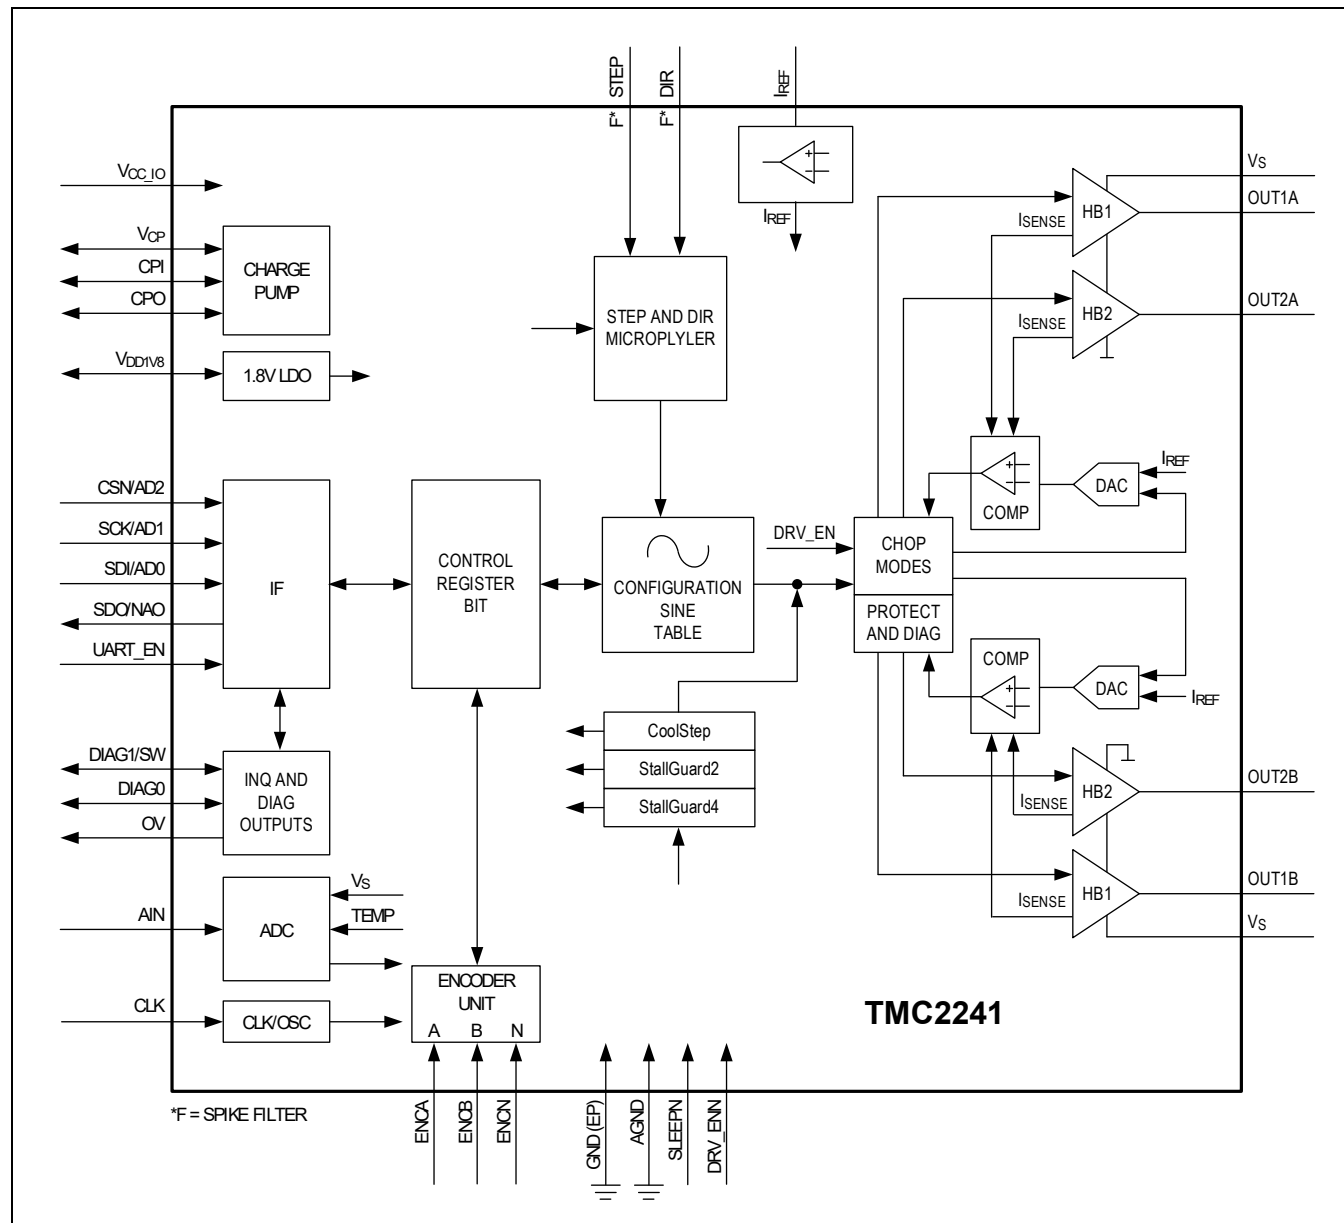 F* STEP
F* DIR
IREF
+
−
IREF
VCC_IO
VCP
CPI
CPO
CHARGE
PUMP
VDD1V8
1.8V LDO
STEP AND DIR
MICROPLYLER
VS
OUT1A
HB1
ISENSE
OUT2A
HB2
ISENSE
+
−
COMP
DAC
IREF
CSN/AD2
SCK/AD1
SDI/AD0
SDO/NAO
UART_EN
IF
CONTROL
REGISTER
BIT
CONFIGURATION
SINE
TABLE
DRV_EN
CHOP
MODES
PROTECT
AND DIAG
COMP
+
−
DAC
IREF
CoolStep
StallGuard2
StallGuard4
DIAG1/SW
DIAG0
OV
INQ AND
DIAG
OUTPUTS
OUT2B
HB2
ISENSE
OUT1B
HB1
ISENSE
VS
AIN
ADC
VS
TEMP
CLK
CLK/OSC
ENCODER
UNIT
A B N
TMC2241
*F = SPIKE FILTER
ENCA
ENCB
ENCN
GND (EP)
AGND
SLEEPN
DRV_ENN